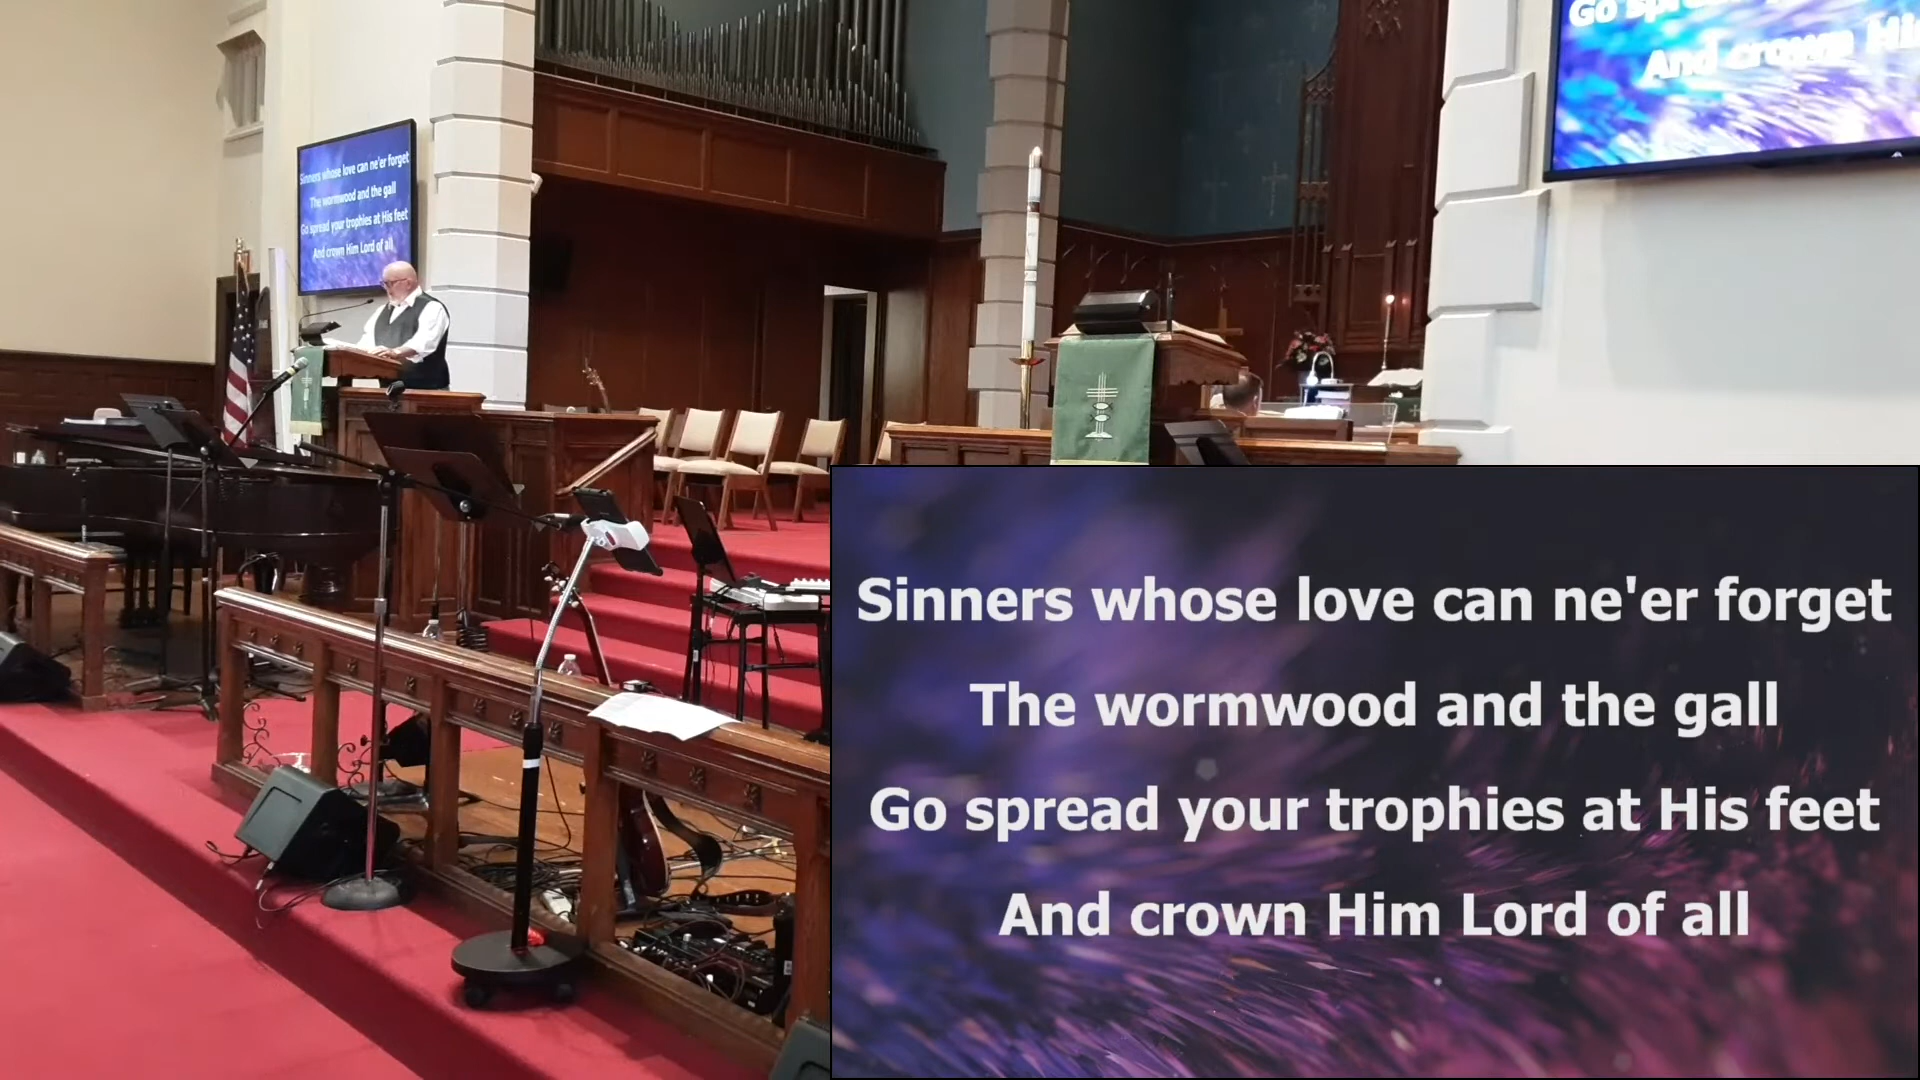 Sinners whose love can ne'er forget
The wormwood and the gall
Go spread your trophies at His feet
And crown Him Lord of all
Go
And crown
Sinners whose love can ne'er forget
The wormwood and the gall
Go spread your trophies at His feet
And crown Him Lord of all